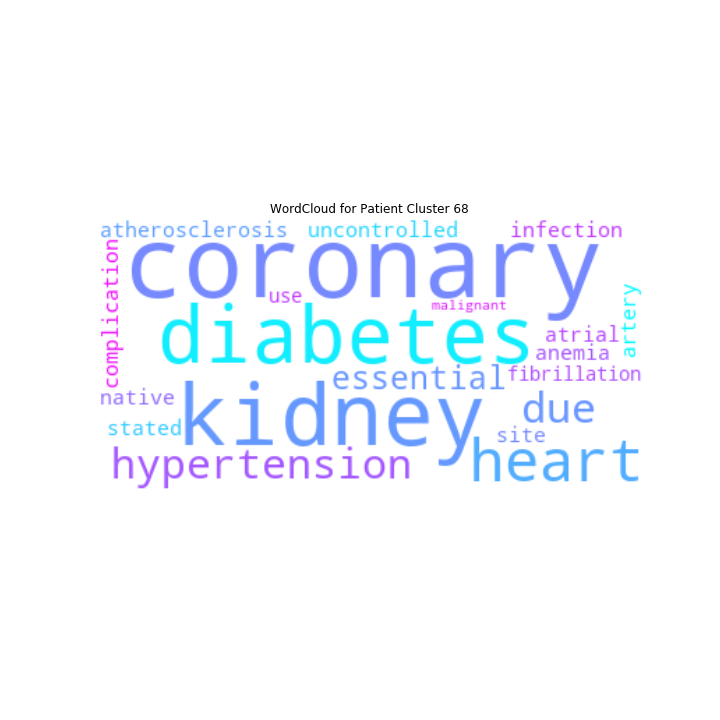 WordCloud for Patient Cluster 68
atherosclerosis
uncontrolled
infection
coronary
complication
use
malignant
artery
diabetes
atrial
anemia
essential
fibrillation
native
kidney
due
stated
site
hypertension
heart